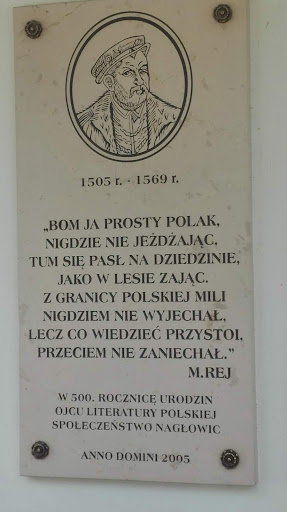 1505 r. - 1569 r.
„BOM JA PROSTY POLAK,
NIGDZIE NIE JEŻDŻAJĄC,
TUM SIĘ PASŁ NA DZIEDZINIE,
JAKO W LESIE ZAJĄC.
Z GRANICY POLSKIEJ MILI
NIGDZIEM NIE WYJECHAŁ,
LECZ CO WIEDZIEĆ PRZYSTOI,
PRZECIEM NIE ZANIECHAŁ.”
M.REJ
W 500. ROCZNICĘ URODZIN
OJCU LITERATURY POLSKIEJ
SPOŁECZEŃSTWO NAGŁOWIC
ANNO DOMINI 2005